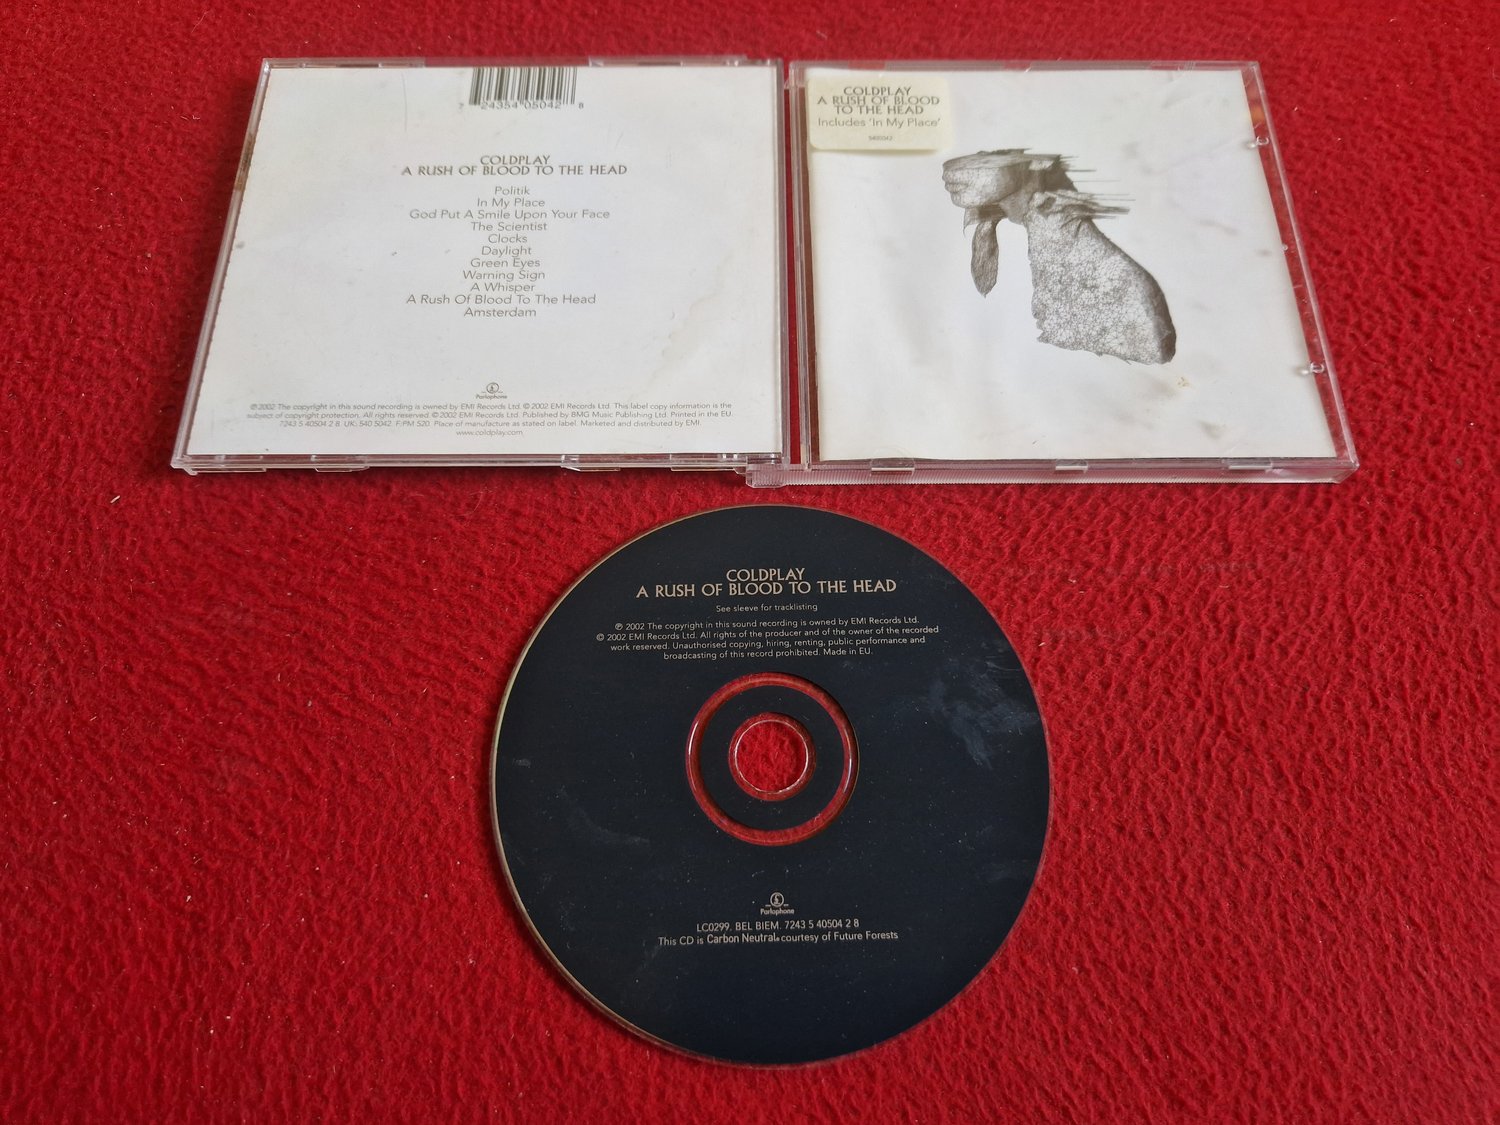 7 24354 05042 8
COLDPLAY
A RUSH OF BLOOD TO THE HEAD
Politik
In My Place
God Put A Smile Upon Your Face
The Scientist
Clocks
Daylight
Green Eyes
Warning Sign
A Whisper
A Rush Of Blood To The Head
Amsterdam
Parlophone
℗ 2002 The copyright in this sound recording is owned by EMI Records Ltd. © 2002 EMI Records Ltd. This label copy information is the
subject of copyright protection. All rights reserved. © 2002 EMI Records Ltd. Published by BMG Music Publishing Ltd. Printed in the EU.
7243 5 40504 2 8. UK: 540 5042. F:PM 520. Place of manufacture as stated on label. Marketed and distributed by EMI.
www.coldplay.com
COLDPLAY
A RUSH OF BLOOD
TO THE HEAD
Includes 'In My Place'
5405042
COLDPLAY
A RUSH OF BLOOD TO THE HEAD
See sleeve for tracklisting
℗ 2002 The copyright in this sound recording is owned by EMI Records Ltd.
© 2002 EMI Records Ltd. All rights of the producer and of the owner of the recorded
work reserved. Unauthorised copying, hiring, renting, public performance and
broadcasting of this record prohibited. Made in EU.
Parlophone
LC0299. BEL BIEM. 7243 5 40504 2 8
This CD is Carbon Neutral® courtesy of Future Forests